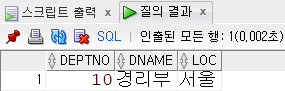 스크립트 출력 × 질의 결과 ×
SQL | 인출된 모든 행: 1(0,002초)
DEPTNO DNAME LOC
1 10 경리부 서울